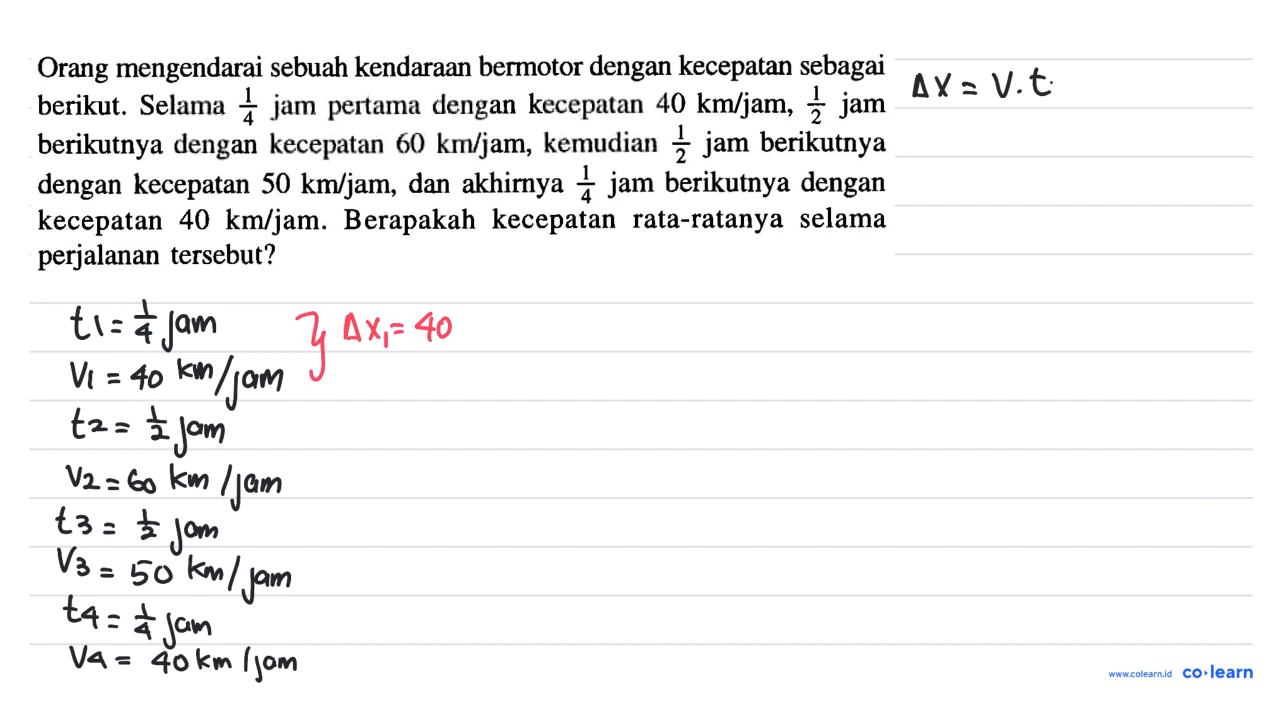 Orang mengendarai sebuah kendaraan bermotor dengan kecepatan sebagai
berikut. Selama 1/4 jam pertama dengan kecepatan 40 km/jam, 1/2 jam
berikutnya dengan kecepatan 60 km/jam, kemudian 1/2 jam berikutnya
dengan kecepatan 50 km/jam, dan akhirnya 1/4 jam berikutnya dengan
kecepatan 40 km/jam. Berapakah kecepatan rata-ratanya selama
perjalanan tersebut?
Δx = v.t
t1 = 1/4 jam
Δx₁ = 40
V1 = 40 km/jam
t2 = 1/2 jam
V2 = 60 km/jam
t3 = 1/2 jam
V3 = 50 km/jam
t4 = 1/4 jam
V4 = 40 km/jam
www.colearn.id co·learn